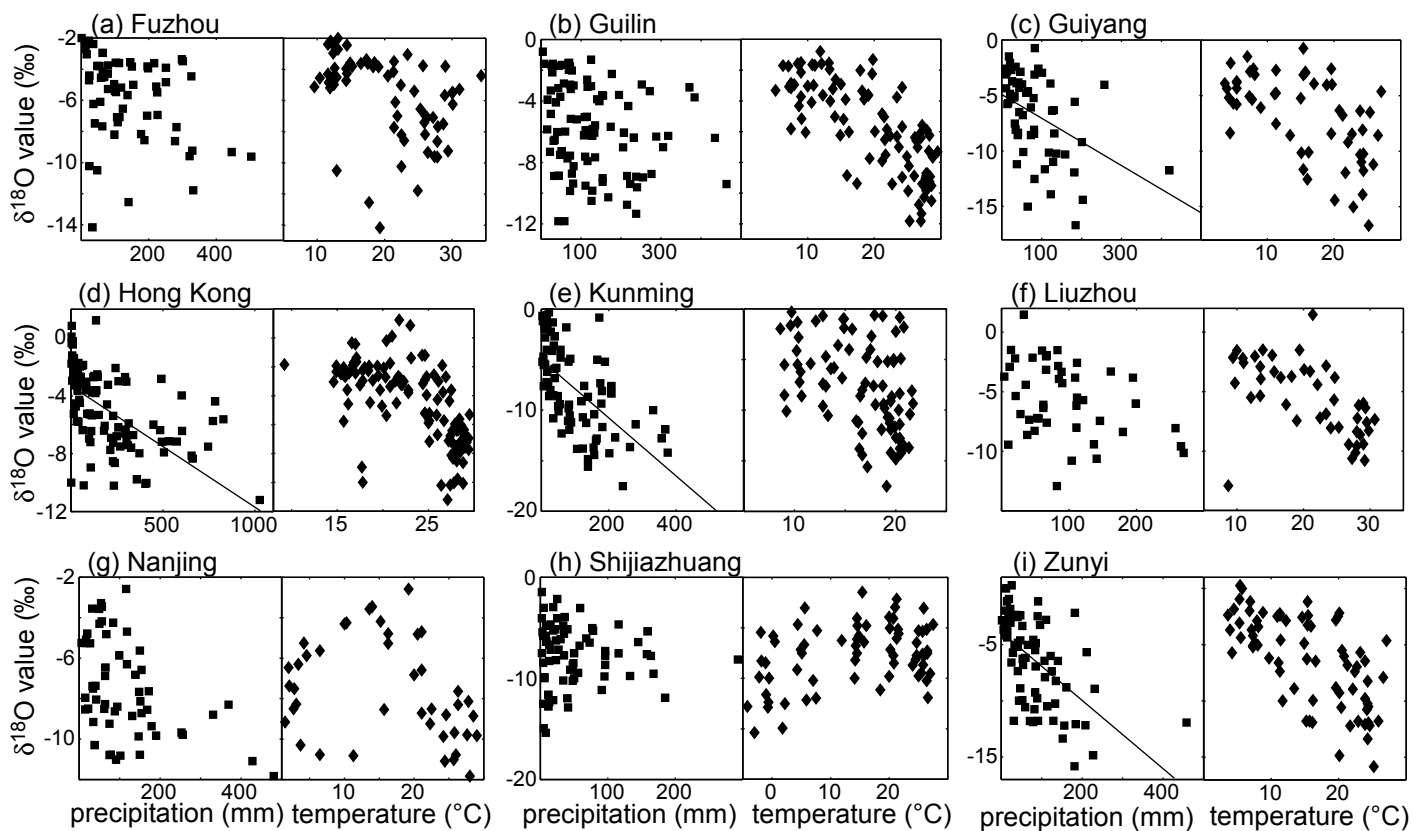 (a) Fuzhou
(b) Guilin
(c) Guiyang
δ18O value (‰)
-2
-6
-10
-14
200 400
10 20 30
0
-4
-8
-12
100 300
10 20
0
-5
-10
-15
100 300
10 20
(d) Hong Kong
(e) Kunming
(f) Liuzhou
δ18O value (‰)
0
-4
-8
-12
500 1000
15 25
0
-10
-20
200 400
10 20
0
-5
-10
100 200
10 20 30
(g) Nanjing
(h) Shijiazhuang
(i) Zunyi
δ18O value (‰)
-2
-6
-10
100 300
0 10 20
0
-10
-20
100 200
0 10 20
-5
-15
200 400
10 20
precipitation (mm) temperature (°C)
precipitation (mm) temperature (°C)
precipitation (mm) temperature (°C)